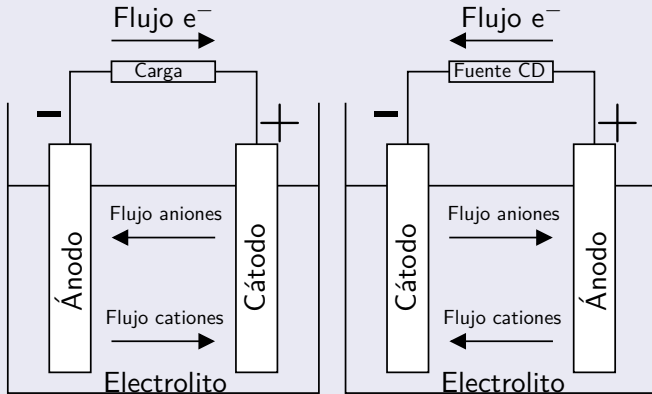 Flujo e⁻
Carga
−
+
Flujo aniones
Ánodo
Cátodo
Flujo cationes
Electrolito
Flujo e⁻
Fuente CD
−
+
Flujo aniones
Cátodo
Ánodo
Flujo cationes
Electrolito